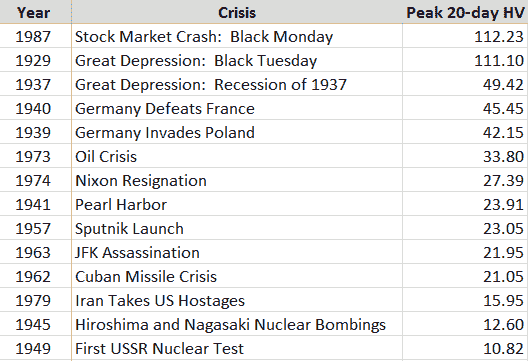 Year Crisis Peak 20-day HV
1987 Stock Market Crash: Black Monday 112.23
1929 Great Depression: Black Tuesday 111.10
1937 Great Depression: Recession of 1937 49.42
1940 Germany Defeats France 45.45
1939 Germany Invades Poland 42.15
1973 Oil Crisis 33.80
1974 Nixon Resignation 27.39
1941 Pearl Harbor 23.91
1957 Sputnik Launch 23.05
1963 JFK Assassination 21.95
1962 Cuban Missile Crisis 21.05
1979 Iran Takes US Hostages 15.95
1945 Hiroshima and Nagasaki Nuclear Bombings 12.60
1949 First USSR Nuclear Test 10.82